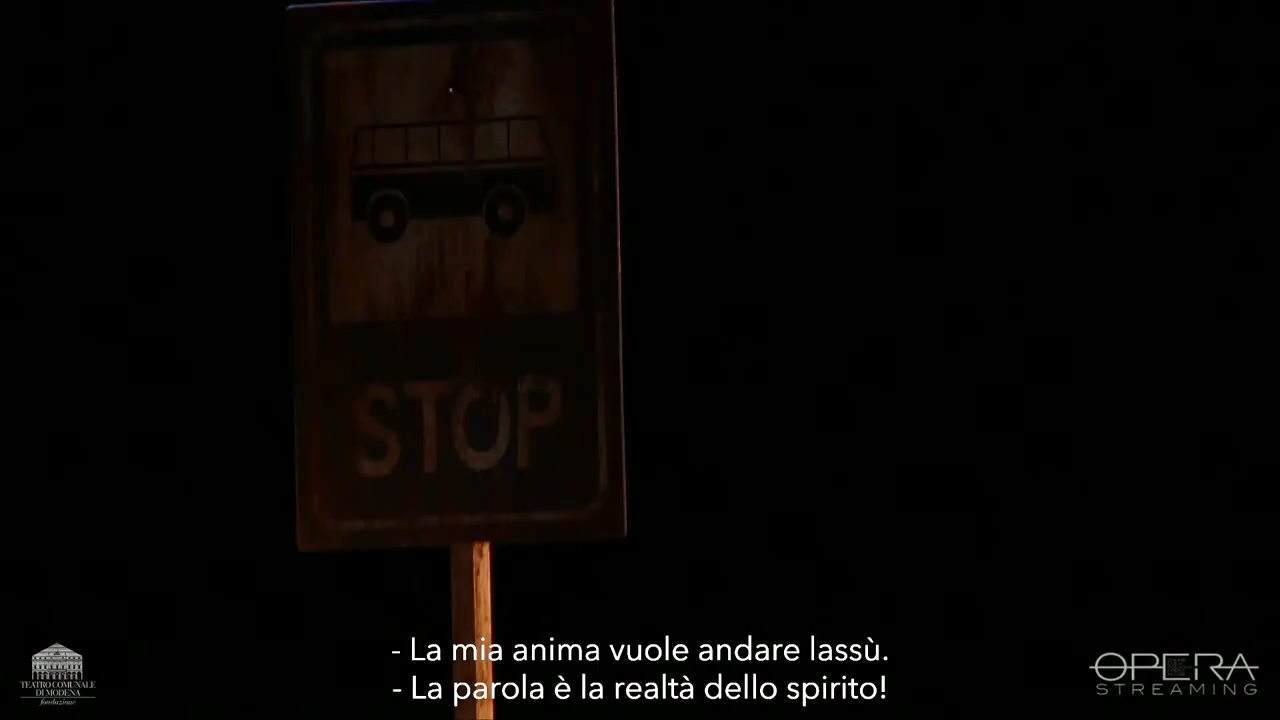 STOP
- La mia anima vuole andare lassù.
- La parola è la realtà dello spirito!
TEATRO COMUNALE
DI MODENA
fondazione
OPERA
STREAMING